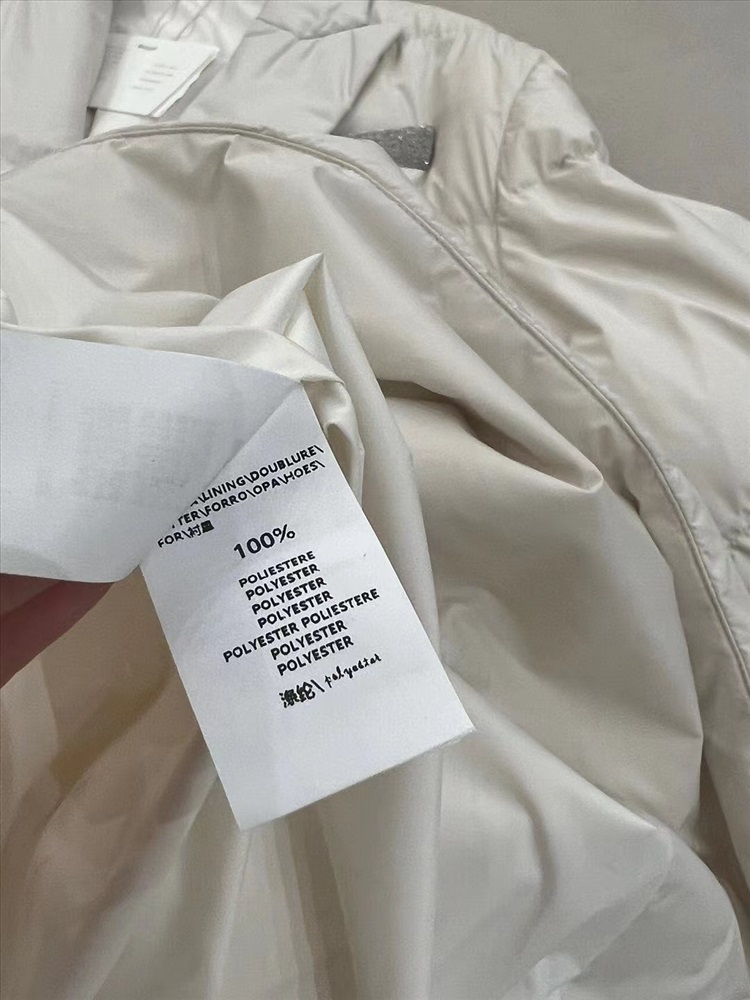 \LINING\DOUBLURE\
TER\FORRO\OPA\HOES\
FOR\衬里
100%
POLIESTERE
POLYESTER
POLYESTER
POLYESTER
POLYESTER POLIESTERE
POLYESTER
POLYESTER
涤纶\polyester